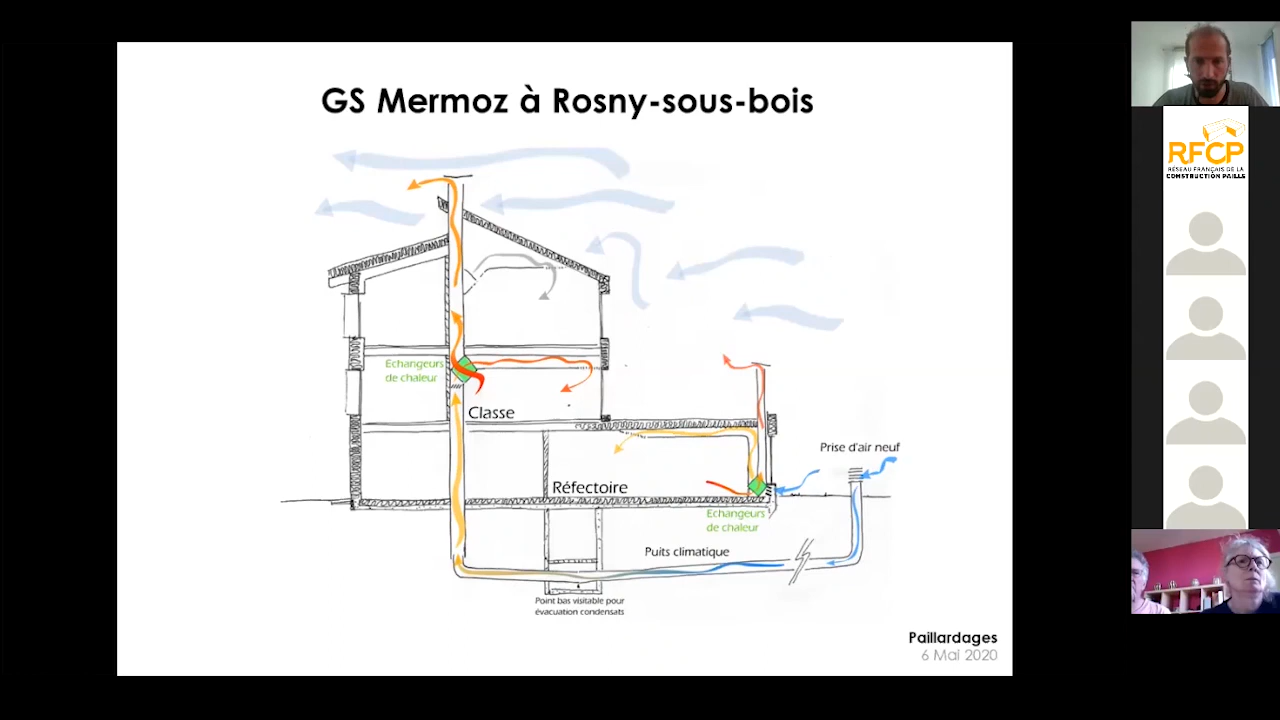 GS Mermoz à Rosny-sous-bois
Echangeurs
de chaleur
Classe
Prise d'air neuf
Réfectoire
Echangeurs
de chaleur
Puits climatique
Point bas visitable pour
évacuation condensats
Paillardages
6 Mai 2020
RFCP
RÉSEAU FRANÇAIS DE LA
CONSTRUCTION PAILLE